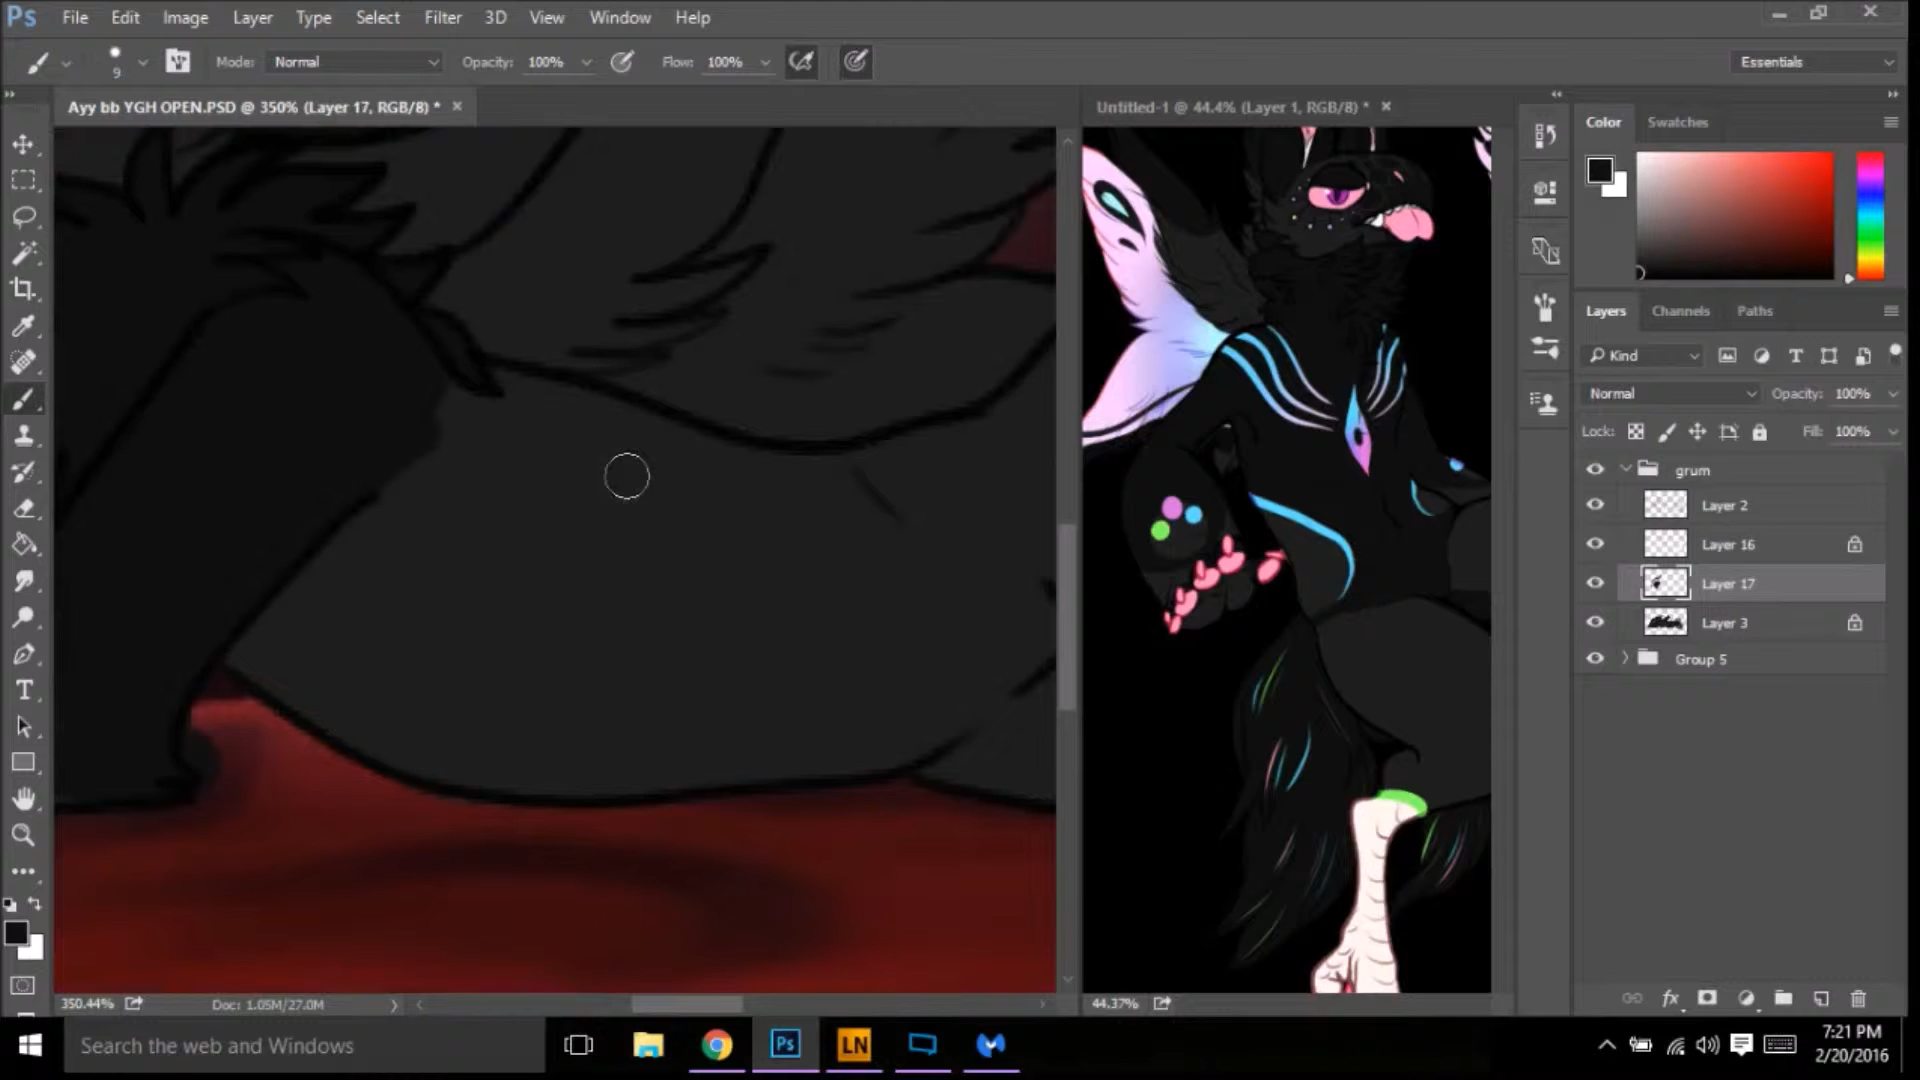 Ps File Edit Image Layer Type Select Filter 3D View Window Help
9 Mode: Normal Opacity: 100% Flow: 100% Essentials
Ayy bb YGH OPEN.PSD @ 350% (Layer 17, RGB/8) * ×
Untitled-1 @ 44.4% (Layer 1, RGB/8) * ×
Color Swatches
Layers Channels Paths
Kind
Normal Opacity: 100%
Lock: Fill: 100%
grum
Layer 2
Layer 16
Layer 17
Layer 3
Group 5
350.44% Doc: 1.05M/27.0M
44.37%
fx
Search the web and Windows
Ps LN
7:21 PM
2/20/2016